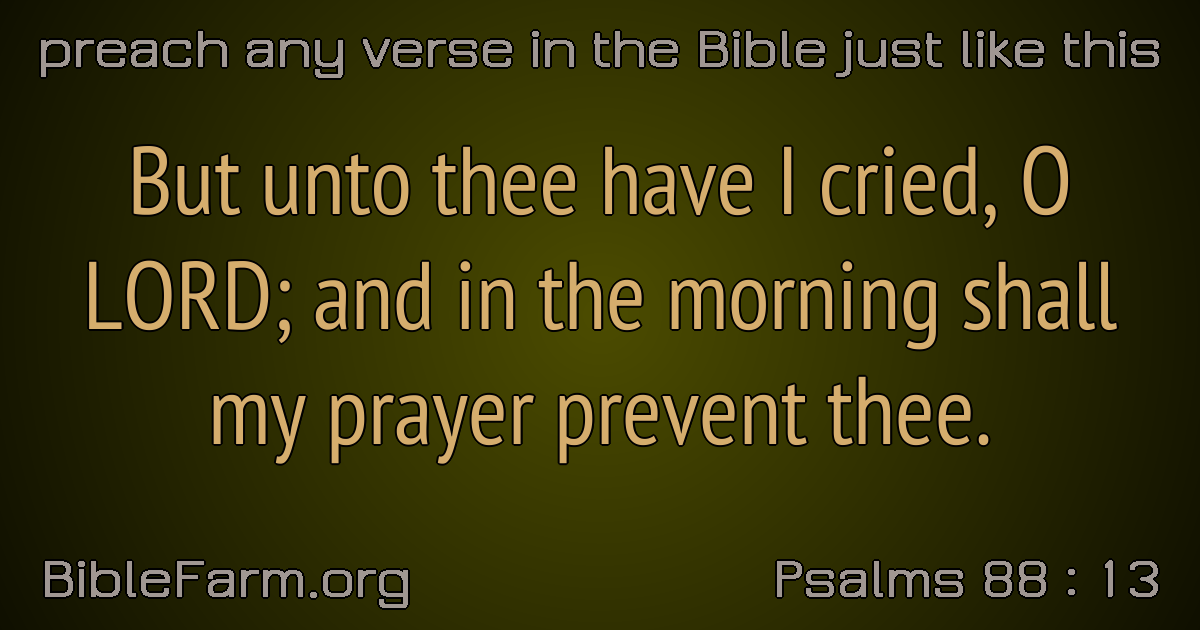 preach any verse in the Bible just like this
But unto thee have I cried, O
LORD; and in the morning shall
my prayer prevent thee.
BibleFarm.org
Psalms 88 : 13